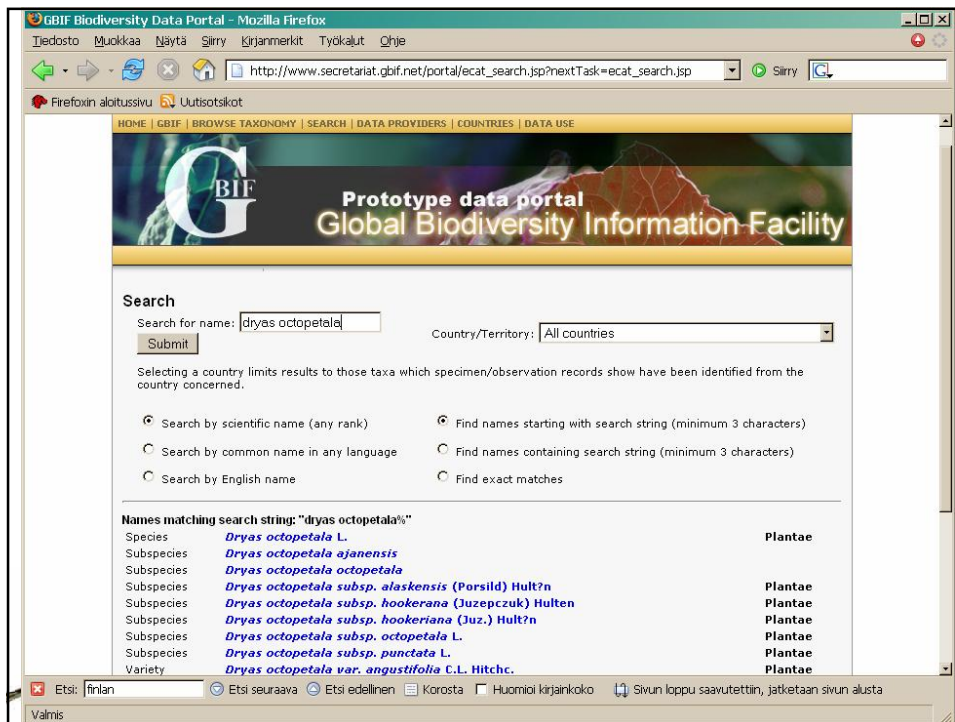 GBIF Biodiversity Data Portal - Mozilla Firefox
Tiedosto Muokkaa Näytä Siirry Kirjanmerkit Työkalut Ohje
http://www.secretariat.gbif.net/portal/ecat_search.jsp?nextTask=ecat_search.jsp Siirry G
Firefoxin aloitussivu Uutisotsikot
HOME | GBIF | BROWSE TAXONOMY | SEARCH | DATA PROVIDERS | COUNTRIES | DATA USE
GBIF
Prototype data portal
Global Biodiversity Information Facility
Search
Search for name: dryas octopetala
Country/Territory: All countries
Submit
Selecting a country limits results to those taxa which specimen/observation records show have been identified from the
country concerned.
Search by scientific name (any rank) Find names starting with search string (minimum 3 characters)
Search by common name in any language Find names containing search string (minimum 3 characters)
Search by English name Find exact matches
Names matching search string: "dryas octopetala%"
Species Dryas octopetala L. Plantae
Subspecies Dryas octopetala ajanensis
Subspecies Dryas octopetala octopetala
Subspecies Dryas octopetala subsp. alaskensis (Porsild) Hult?n Plantae
Subspecies Dryas octopetala subsp. hookerana (Juzepczuk) Hulten Plantae
Subspecies Dryas octopetala subsp. hookeriana (Juz.) Hult?n Plantae
Subspecies Dryas octopetala subsp. octopetala L. Plantae
Subspecies Dryas octopetala subsp. punctata L. Plantae
Variety Dryas octopetala var. angustifolia C.L. Hitchc. Plantae
Etsi: finlan Etsi seuraava Etsi edellinen Korosta Huomioi kirjainkoko Sivun loppu saavutettiin, jatketaan sivun alusta
Valmis